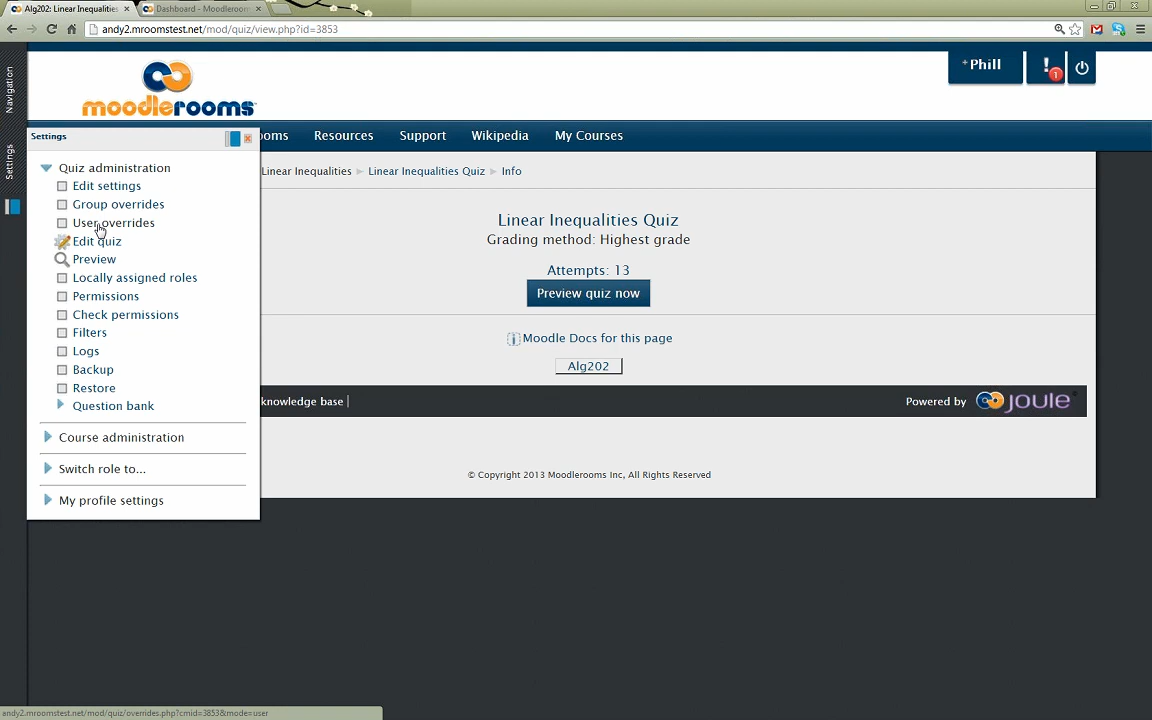 Alg202: Linear Inequalities
Dashboard - Moodleroom
andy2.mroomstest.net/mod/quiz/view.php?id=3853
Navigation
Settings
moodlerooms
Phill
1
ooms
Resources
Support
Wikipedia
My Courses
Settings
Linear Inequalities
Linear Inequalities Quiz
Info
Quiz administration
Edit settings
Group overrides
User overrides
Edit quiz
Preview
Locally assigned roles
Permissions
Check permissions
Filters
Logs
Backup
Restore
Question bank
Course administration
Switch role to...
My profile settings
Linear Inequalities Quiz
Grading method: Highest grade
Attempts: 13
Preview quiz now
Moodle Docs for this page
Alg202
knowledge base |
Powered by joule
© Copyright 2013 Moodlerooms Inc, All Rights Reserved
andy2.mroomstest.net/mod/quiz/overrides.php?cmid=3853&mode=user